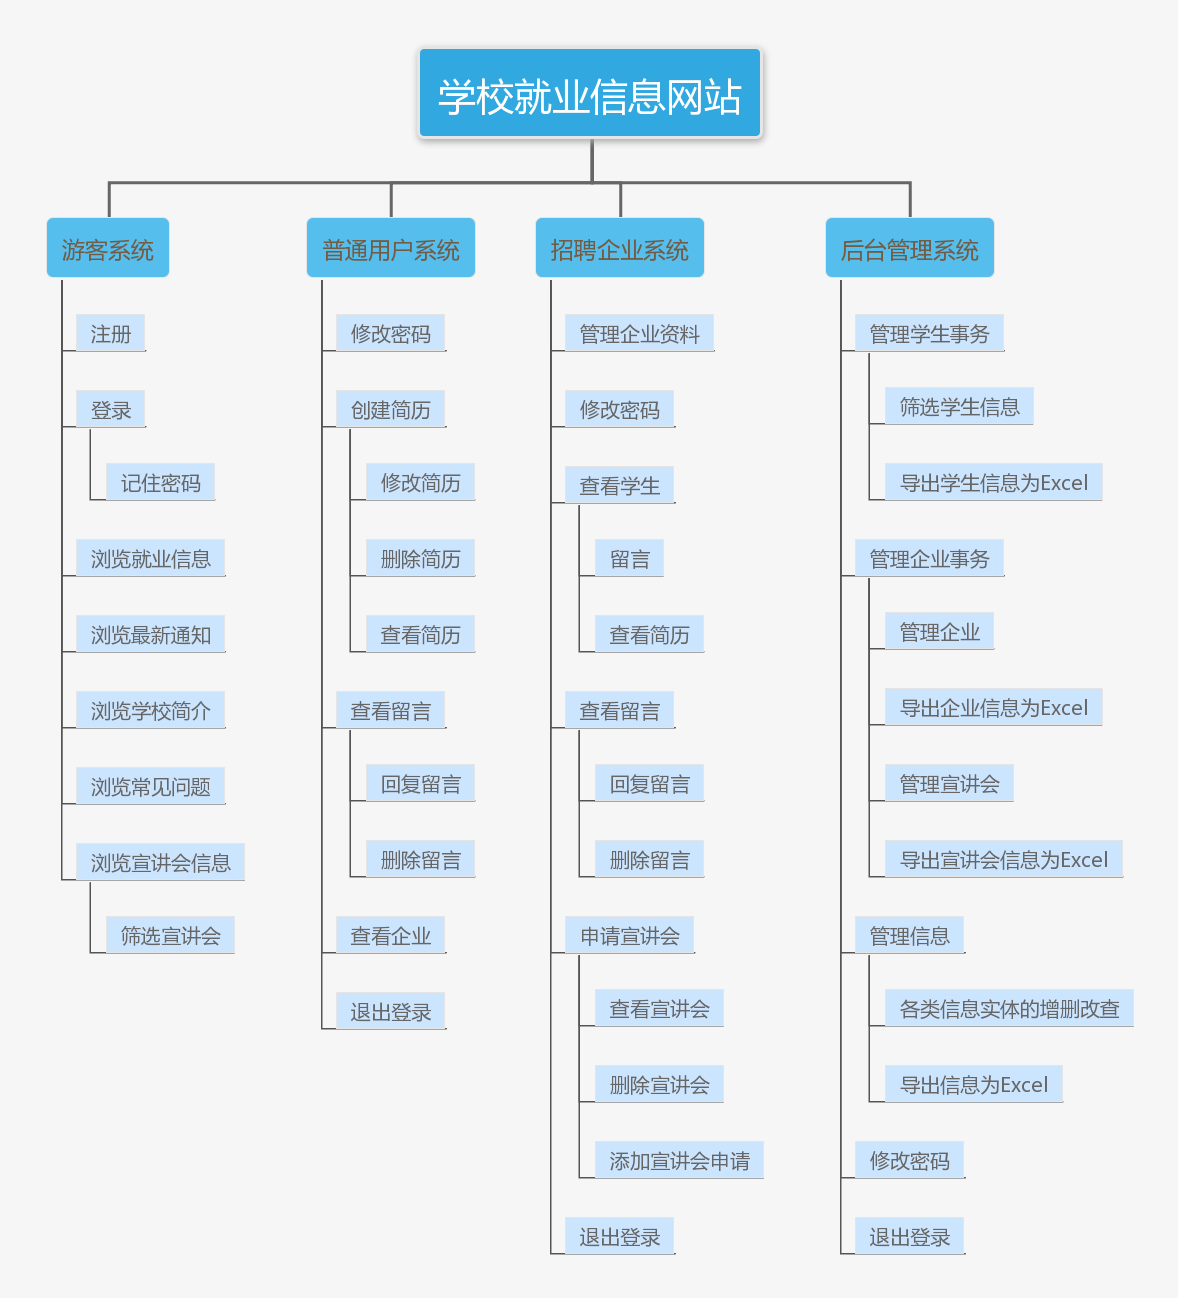 学校就业信息网站
游客系统
注册
登录
记住密码
浏览就业信息
浏览最新通知
浏览学校简介
浏览常见问题
浏览宣讲会信息
筛选宣讲会
普通用户系统
修改密码
创建简历
修改简历
删除简历
查看简历
查看留言
回复留言
删除留言
查看企业
退出登录
招聘企业系统
管理企业资料
修改密码
查看学生
留言
查看简历
查看留言
回复留言
删除留言
申请宣讲会
查看宣讲会
删除宣讲会
添加宣讲会申请
退出登录
后台管理系统
管理学生事务
筛选学生信息
导出学生信息为Excel
管理企业事务
管理企业
导出企业信息为Excel
管理宣讲会
导出宣讲会信息为Excel
管理信息
各类信息实体的增删改查
导出信息为Excel
修改密码
退出登录